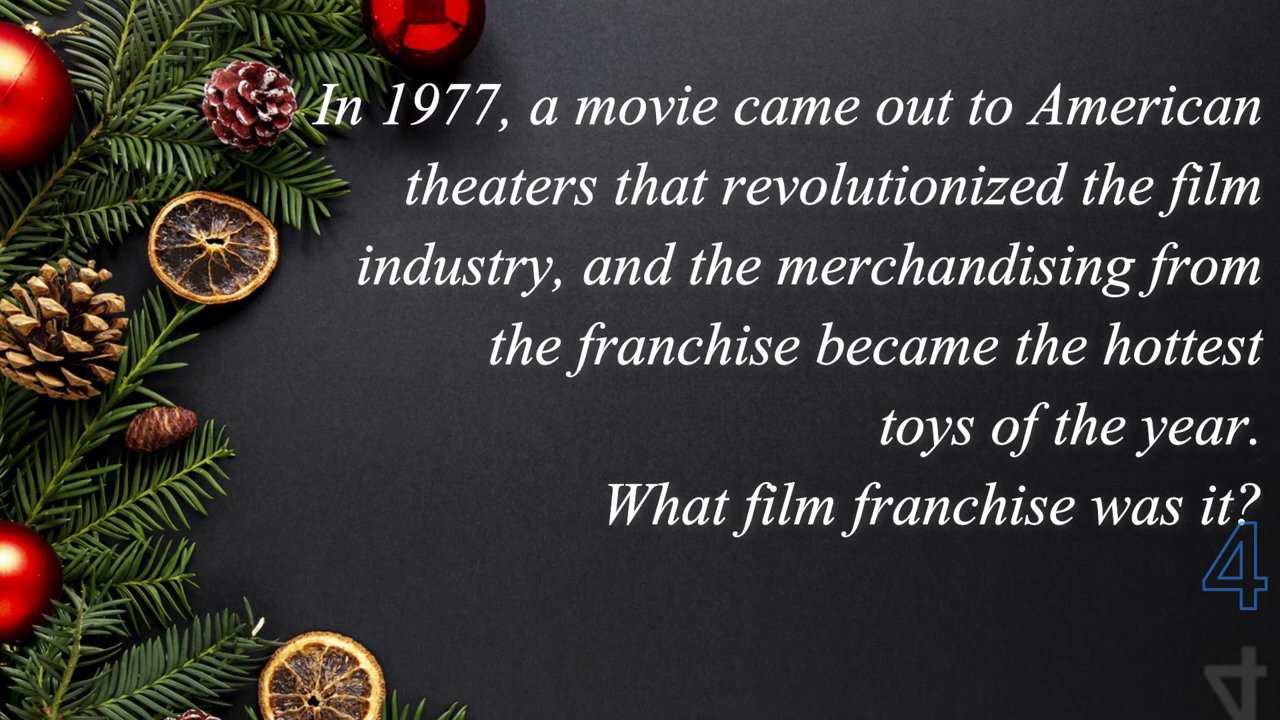 In 1977, a movie came out to American
theaters that revolutionized the film
industry, and the merchandising from
the franchise became the hottest
toys of the year.
What film franchise was it?
4
4